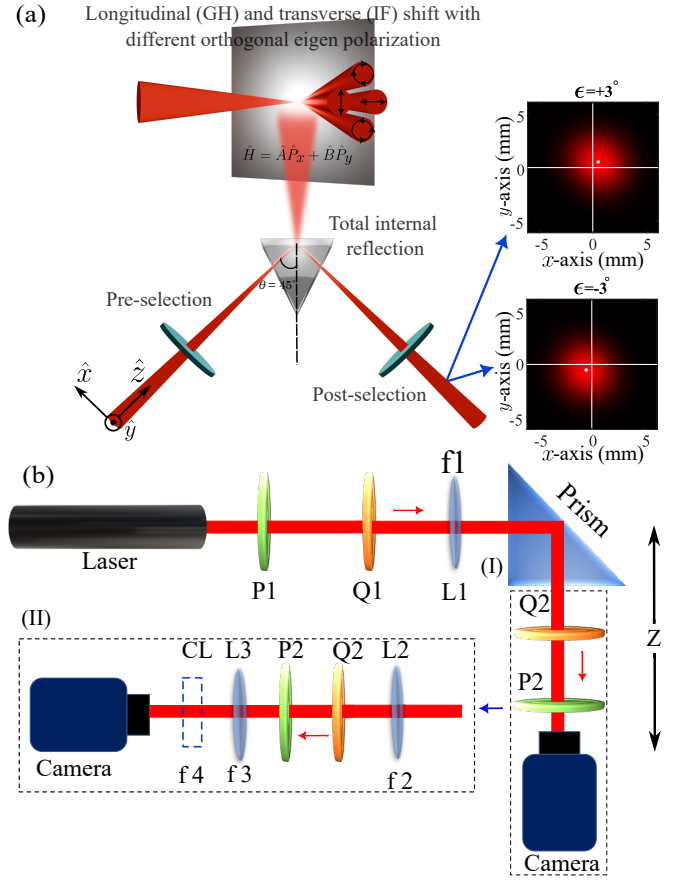 (a)
Longitudinal (GH) and transverse (IF) shift with
different orthogonal eigen polarization
Ĥ = ÂP̂x + B̂P̂y
Total internal
reflection
θ = 45°
Pre-selection
Post-selection
x̂
ẑ
ŷ
ϵ=+3°
y-axis (mm)
5
0
-5
-5 0 5
x-axis (mm)
ϵ=-3°
y-axis (mm)
5
0
-5
-5 0 5
x-axis (mm)
(b)
Laser
P1
Q1
f1
L1
Prism
(I)
Q2
P2
Z
Camera
(II)
CL L3 P2 Q2 L2
Camera
f 4 f 3 f 2